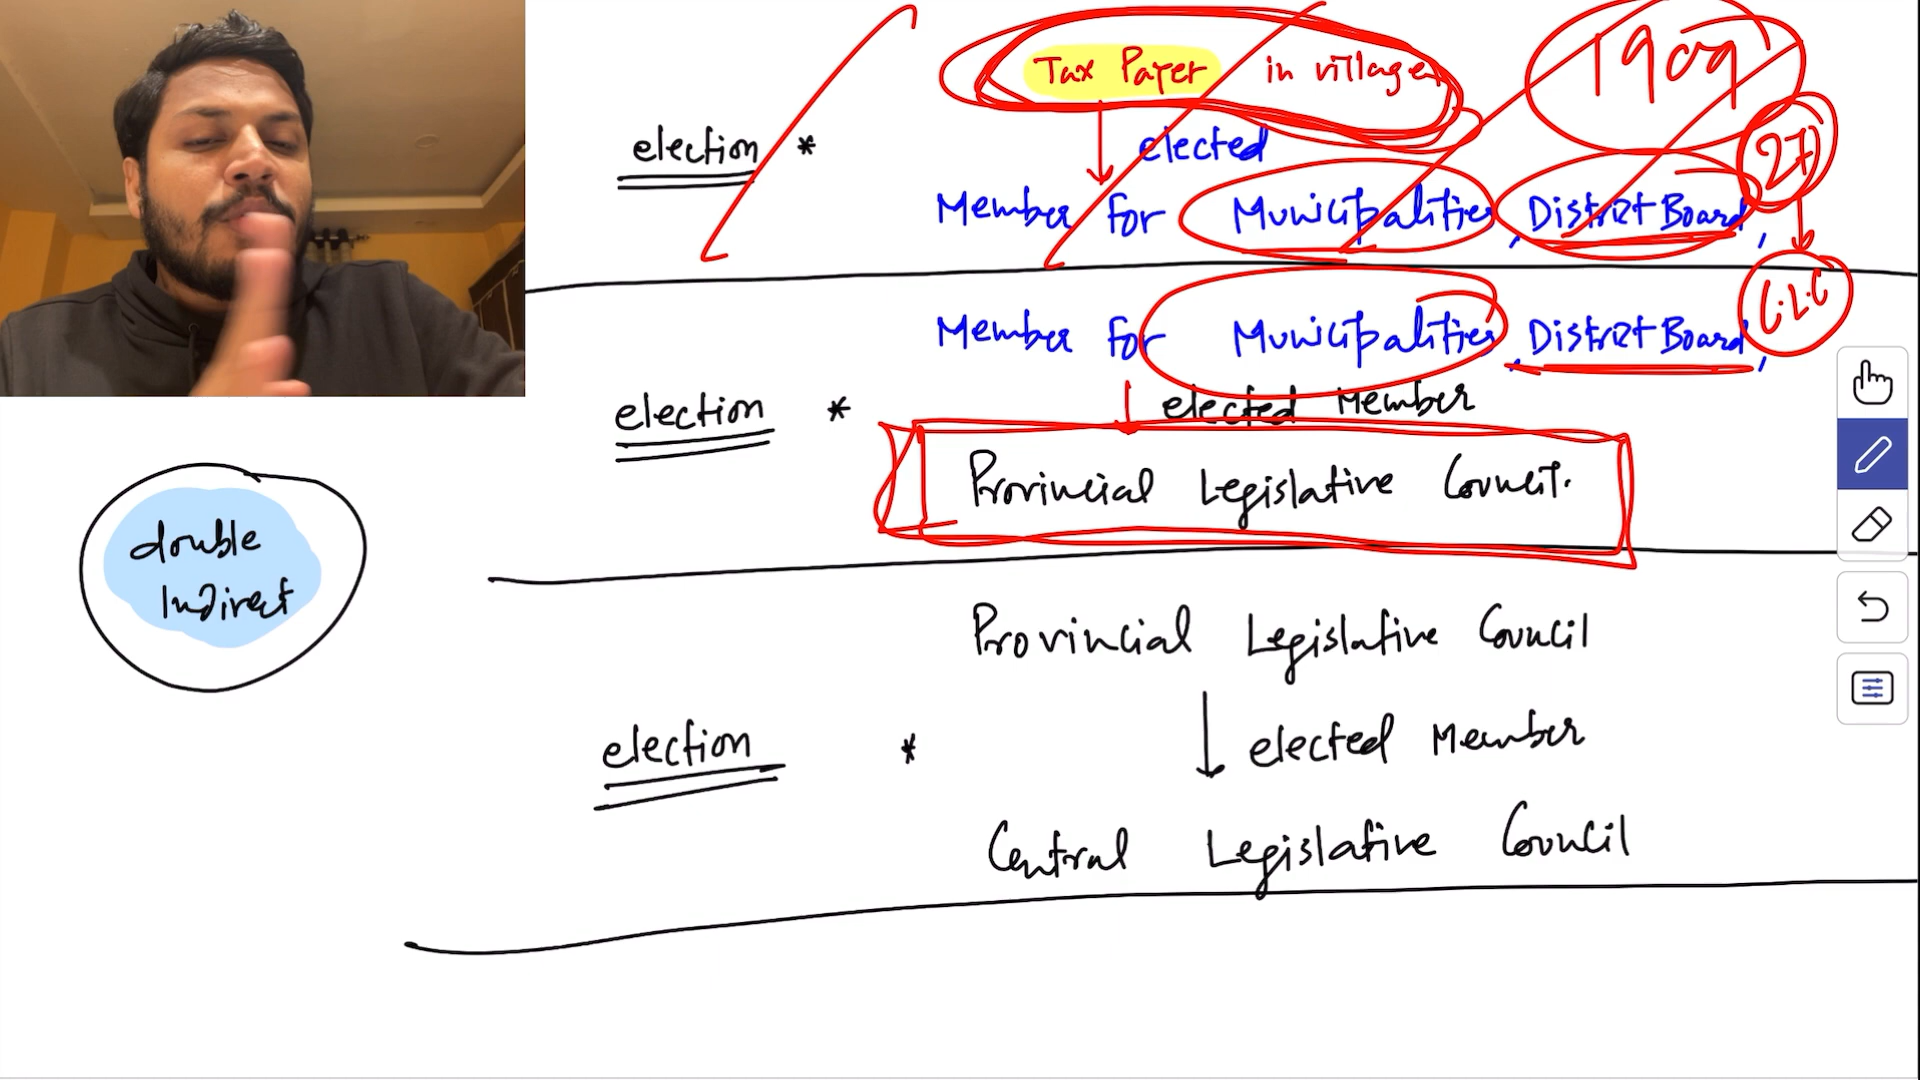 Tax Payer in village
1909
election *
elected
27
Member for Municipalities, District Board,
C.L.C
Member for Municipalities, District Board,
election *
elected Member
Provincial Legislative Council.
double
Indirect
Provincial Legislative Council
election *
elected Member
Central Legislative Council